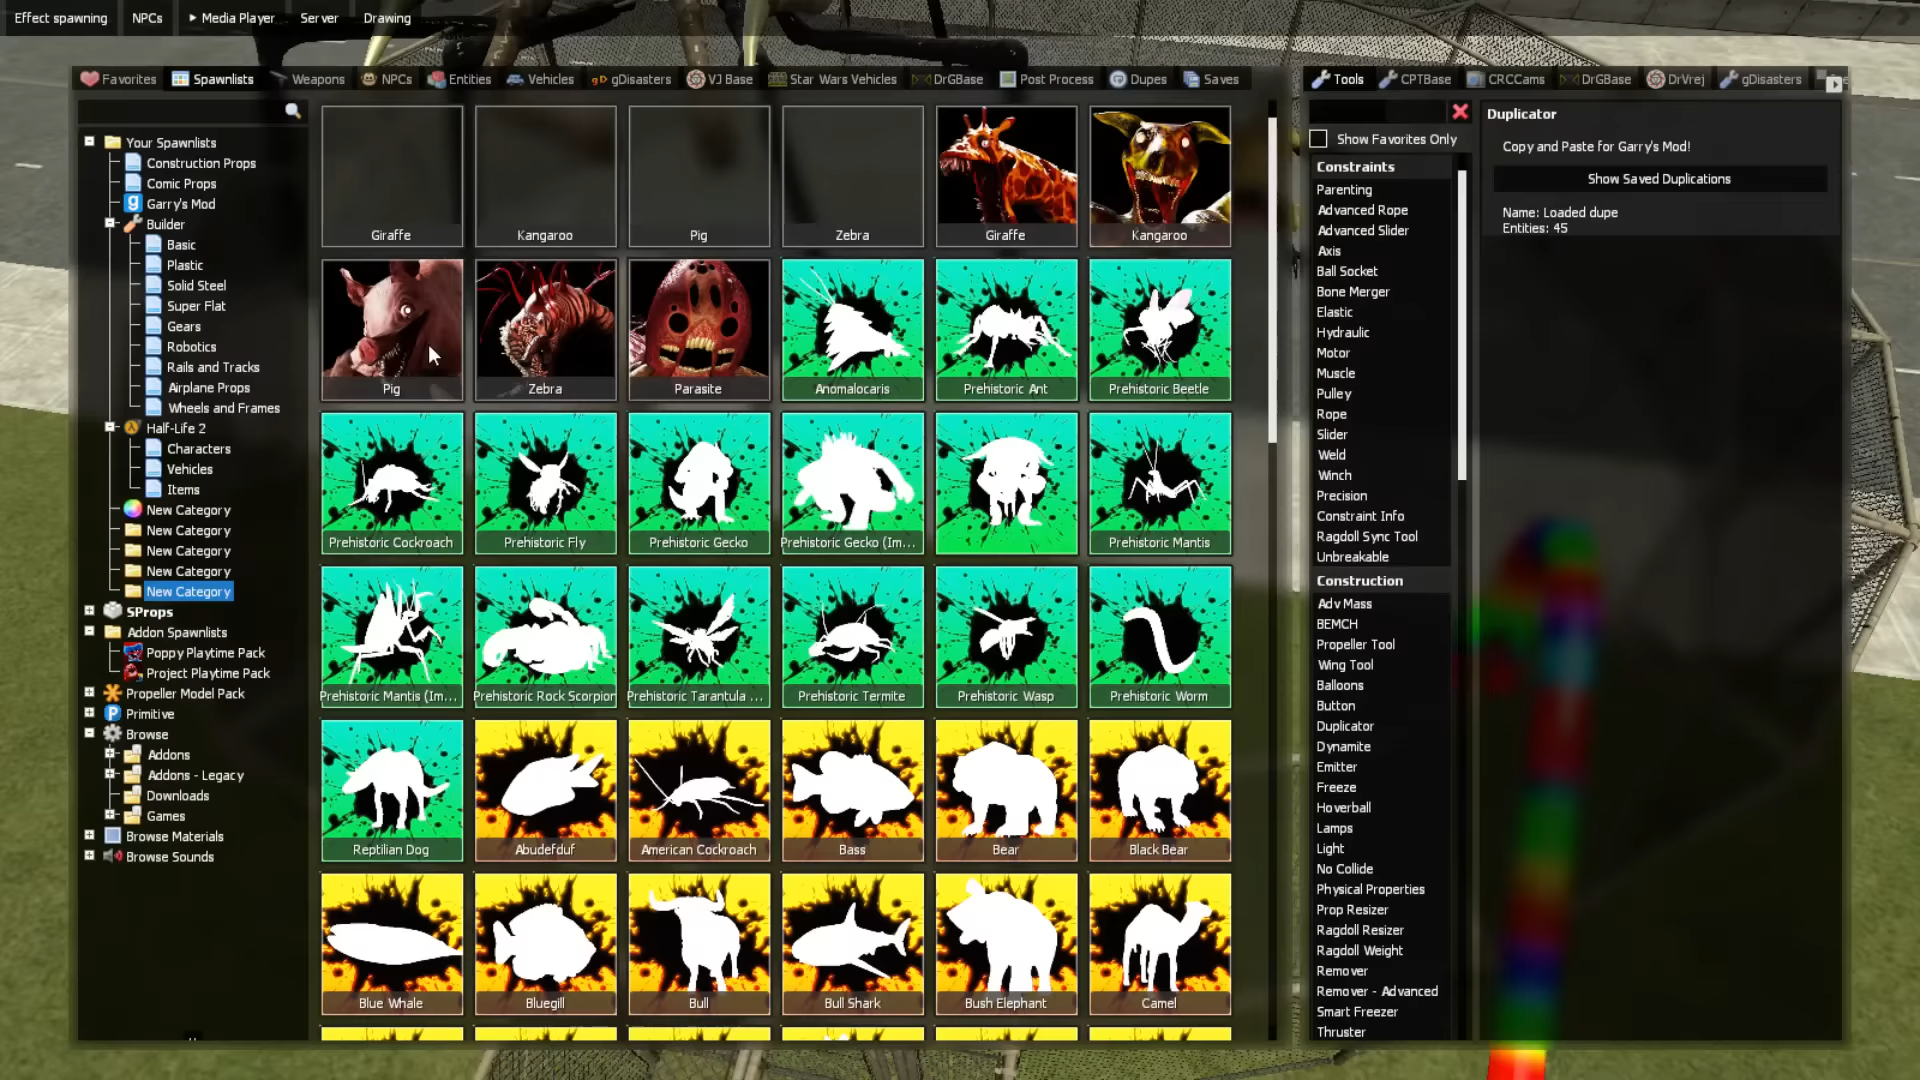 Effect spawning NPCs Media Player Server Drawing
Favorites Spawnlists Weapons NPCs Entities Vehicles gDisasters VJ Base Star Wars Vehicles DrGBase Post Process Dupes Saves
Your Spawnlists
Construction Props
Comic Props
Garry's Mod
Builder
Basic
Plastic
Solid Steel
Super Flat
Gears
Robotics
Rails and Tracks
Airplane Props
Wheels and Frames
Half-Life 2
Characters
Vehicles
Items
New Category
New Category
New Category
New Category
New Category
SProps
Addon Spawnlists
Poppy Playtime Pack
Project Playtime Pack
Propeller Model Pack
Primitive
Browse
Addons
Addons - Legacy
Downloads
Games
Browse Materials
Browse Sounds
Giraffe Kangaroo Pig Zebra Giraffe Kangaroo
Pig Zebra Parasite Anomalocaris Prehistoric Ant Prehistoric Beetle
Prehistoric Cockroach Prehistoric Fly Prehistoric Gecko Prehistoric Gecko (Im... Prehistoric Mantis
Prehistoric Mantis (Im... Prehistoric Rock Scorpion Prehistoric Tarantula ... Prehistoric Termite Prehistoric Wasp Prehistoric Worm
Reptilian Dog Abudefduf American Cockroach Bass Bear Black Bear
Blue Whale Bluegill Bull Bull Shark Bush Elephant Camel
Tools CPTBase CRCCams DrGBase DrVrej gDisasters
Show Favorites Only
Constraints
Parenting
Advanced Rope
Advanced Slider
Axis
Ball Socket
Bone Merger
Elastic
Hydraulic
Motor
Muscle
Pulley
Rope
Slider
Weld
Winch
Precision
Constraint Info
Ragdoll Sync Tool
Unbreakable
Construction
Adv Mass
BEMCH
Propeller Tool
Wing Tool
Balloons
Button
Duplicator
Dynamite
Emitter
Freeze
Hoverball
Lamps
Light
No Collide
Physical Properties
Prop Resizer
Ragdoll Resizer
Ragdoll Weight
Remover
Remover - Advanced
Smart Freezer
Thruster
Duplicator
Copy and Paste for Garry's Mod!
Show Saved Duplications
Name: Loaded dupe
Entities: 45